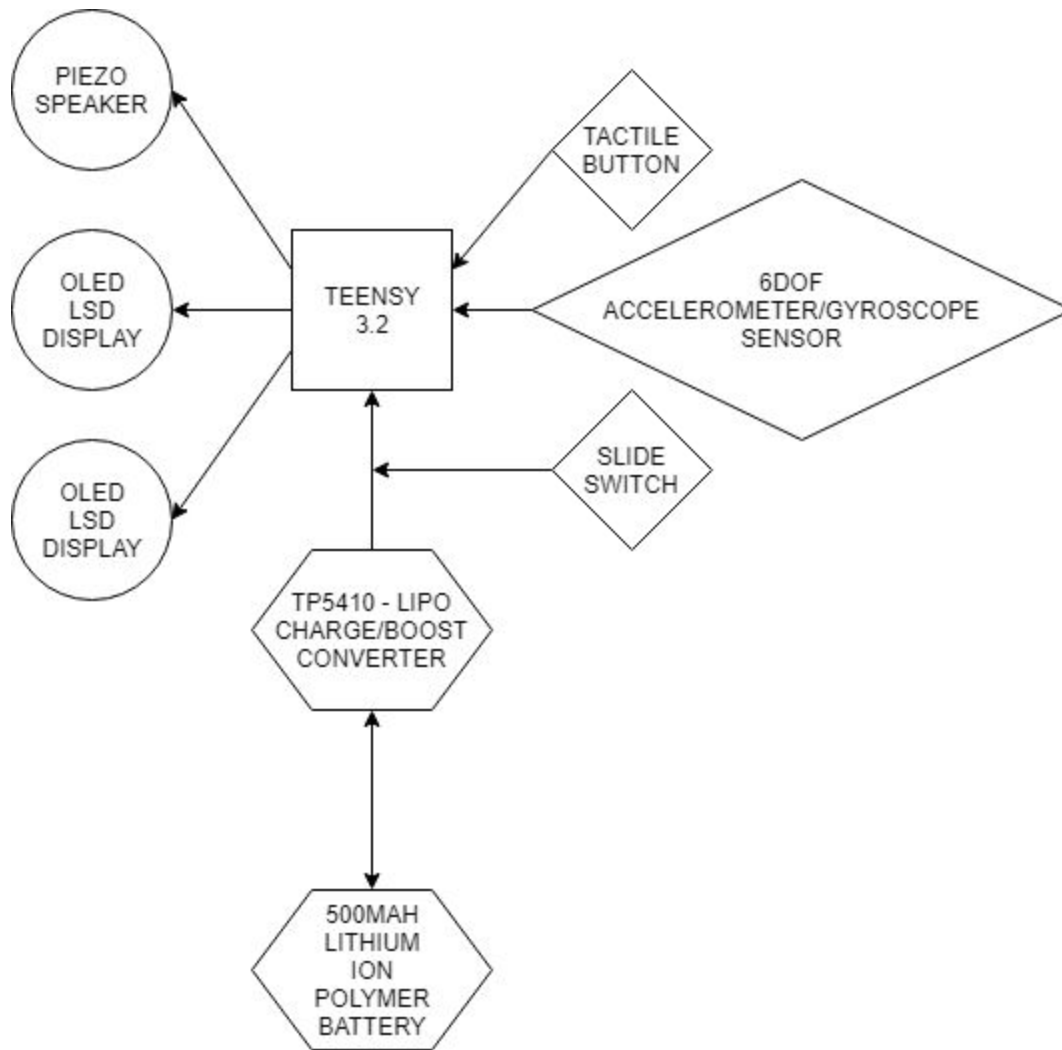 PIEZO
SPEAKER
TACTILE
BUTTON
OLED
LSD
DISPLAY
TEENSY
3.2
6DOF
ACCELEROMETER/GYROSCOPE
SENSOR
OLED
LSD
DISPLAY
SLIDE
SWITCH
TP5410 - LIPO
CHARGE/BOOST
CONVERTER
500MAH
LITHIUM
ION
POLYMER
BATTERY